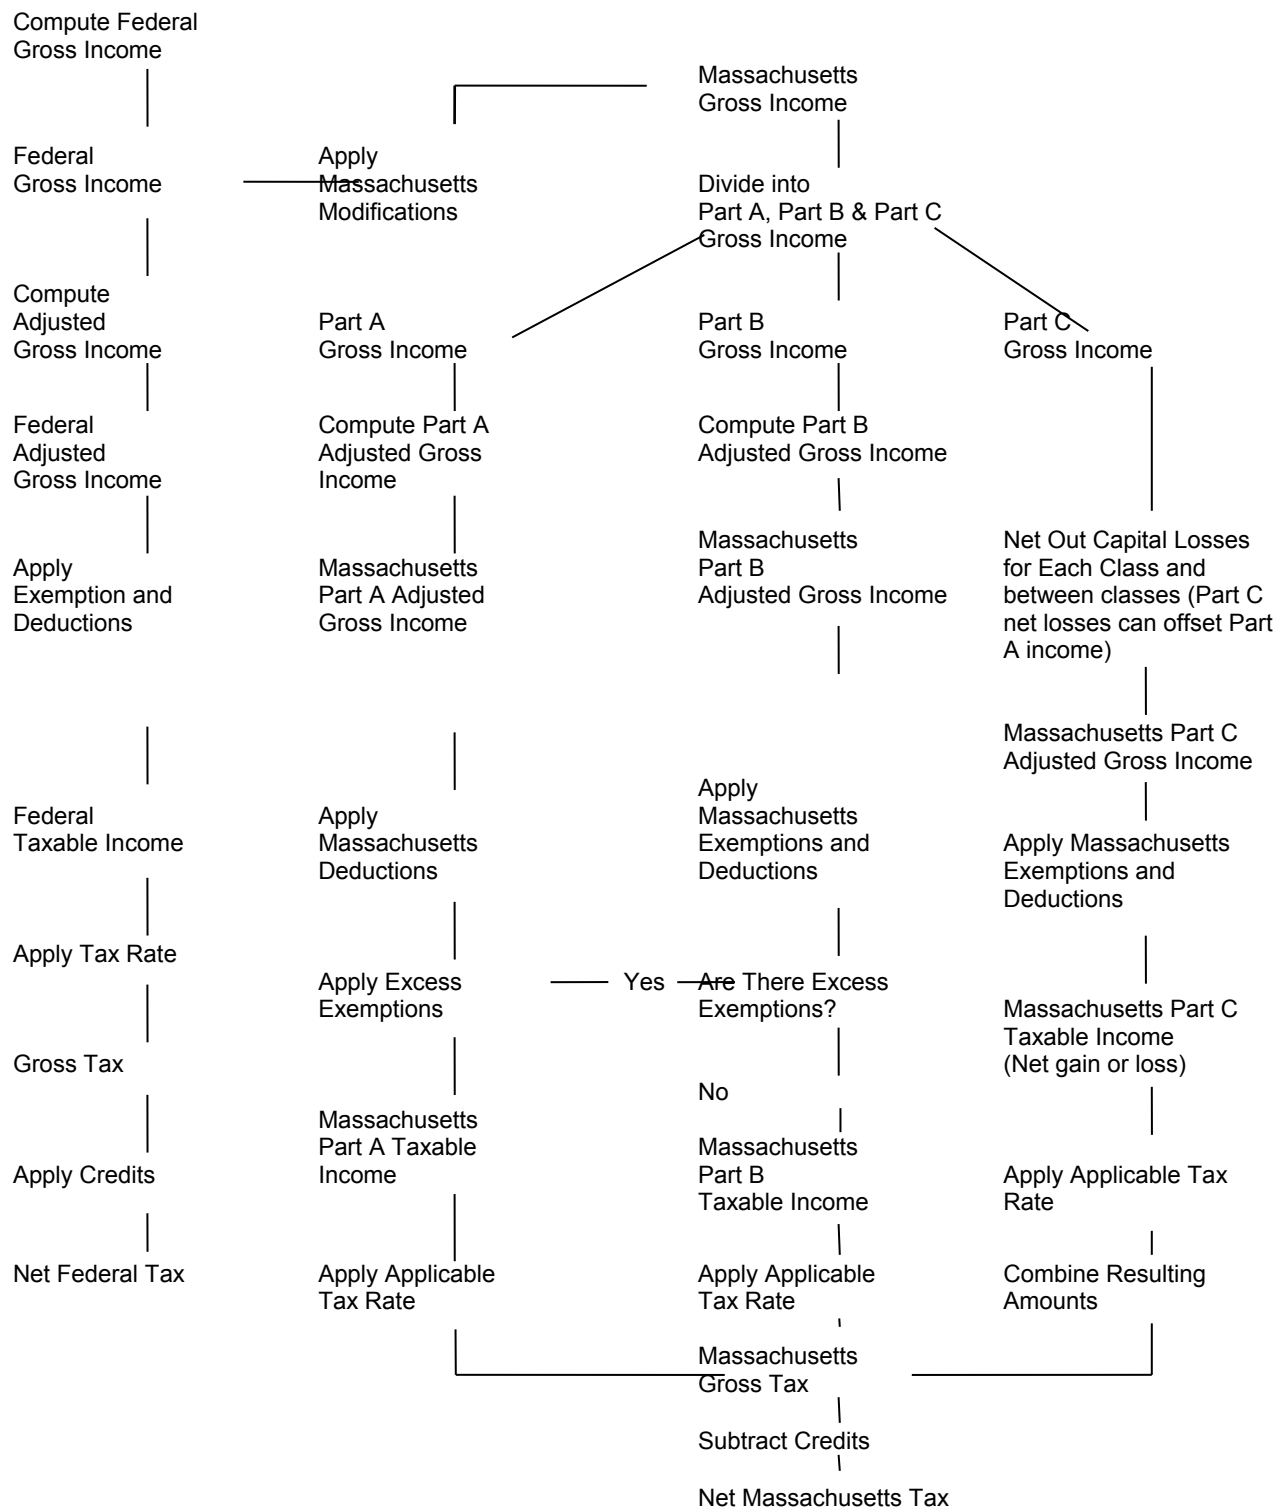 Compute Federal
Gross Income
Federal
Gross Income
Compute
Adjusted
Gross Income
Federal
Adjusted
Gross Income
Apply
Exemption and
Deductions
Federal
Taxable Income
Apply Tax Rate
Gross Tax
Apply Credits
Net Federal Tax
Apply
Massachusetts
Modifications
Massachusetts
Gross Income
Divide into
Part A, Part B & Part C
Gross Income
Part A
Gross Income
Compute Part A
Adjusted Gross
Income
Massachusetts
Part A Adjusted
Gross Income
Apply
Massachusetts
Deductions
Apply Excess
Exemptions
Massachusetts
Part A Taxable
Income
Apply Applicable
Tax Rate
Part B
Gross Income
Compute Part B
Adjusted Gross Income
Massachusetts
Part B
Adjusted Gross Income
Apply
Massachusetts
Exemptions and
Deductions
Yes
Are There Excess
Exemptions?
No
Massachusetts
Part B
Taxable Income
Apply Applicable
Tax Rate
Massachusetts
Gross Tax
Subtract Credits
Net Massachusetts Tax
Part C
Gross Income
Net Out Capital Losses
for Each Class and
between classes (Part C
net losses can offset Part
A income)
Massachusetts Part C
Adjusted Gross Income
Apply Massachusetts
Exemptions and
Deductions
Massachusetts Part C
Taxable Income
(Net gain or loss)
Apply Applicable Tax
Rate
Combine Resulting
Amounts